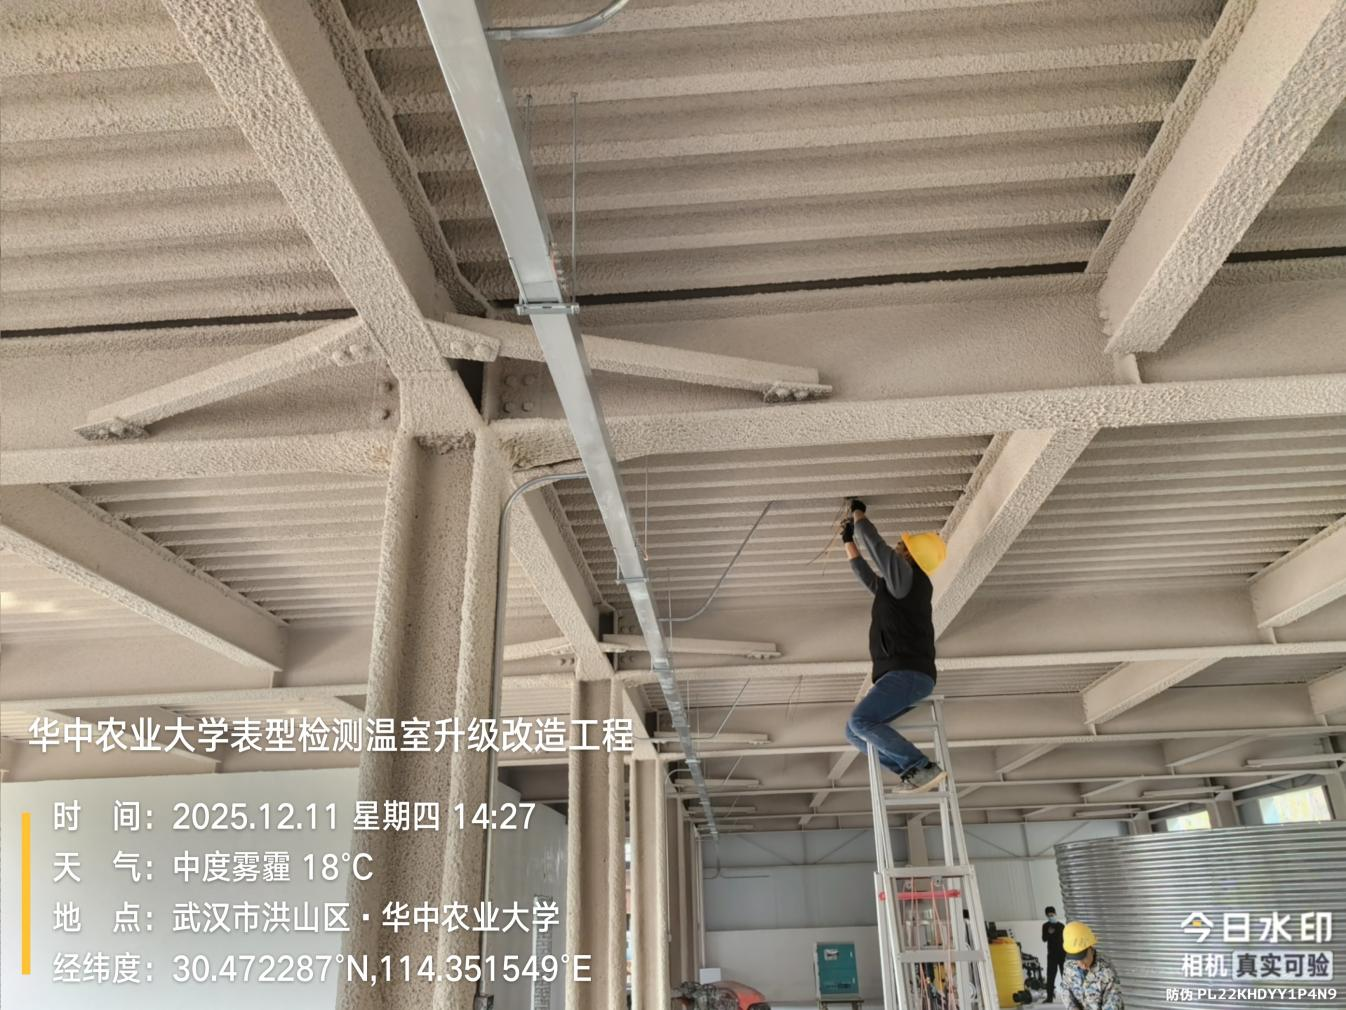 华中农业大学表型检测温室升级改造工程
时 间：2025.12.11 星期四 14:27
天 气：中度雾霾 18℃
地 点：武汉市洪山区·华中农业大学
经纬度：30.472287°N,114.351549°E
今日水印
相机 真实可验
防伪 PL22KHDYY1P4N9